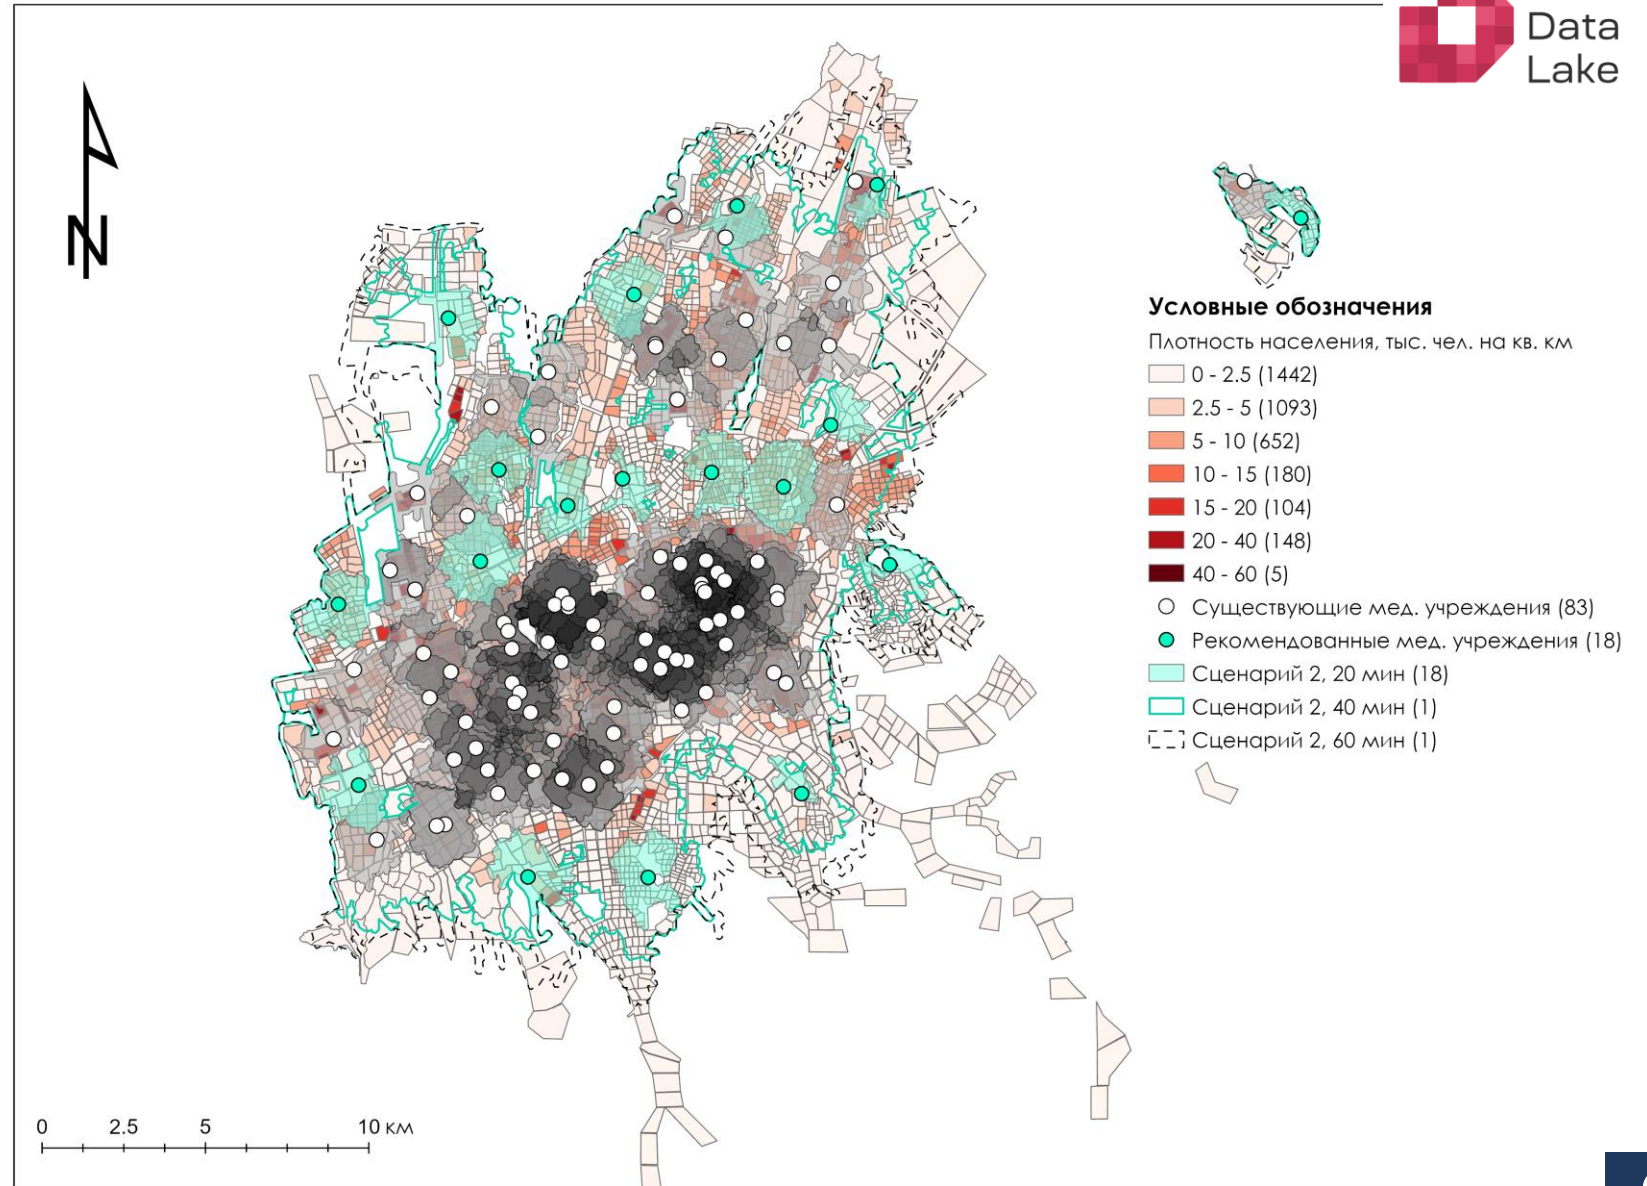 Data
Lake
N
Условные обозначения
Плотность населения, тыс. чел. на кв. км
0 - 2.5 (1442)
2.5 - 5 (1093)
5 - 10 (652)
10 - 15 (180)
15 - 20 (104)
20 - 40 (148)
40 - 60 (5)
Существующие мед. учреждения (83)
Рекомендованные мед. учреждения (18)
Сценарий 2, 20 мин (18)
Сценарий 2, 40 мин (1)
Сценарий 2, 60 мин (1)
0 2.5 5 10 км